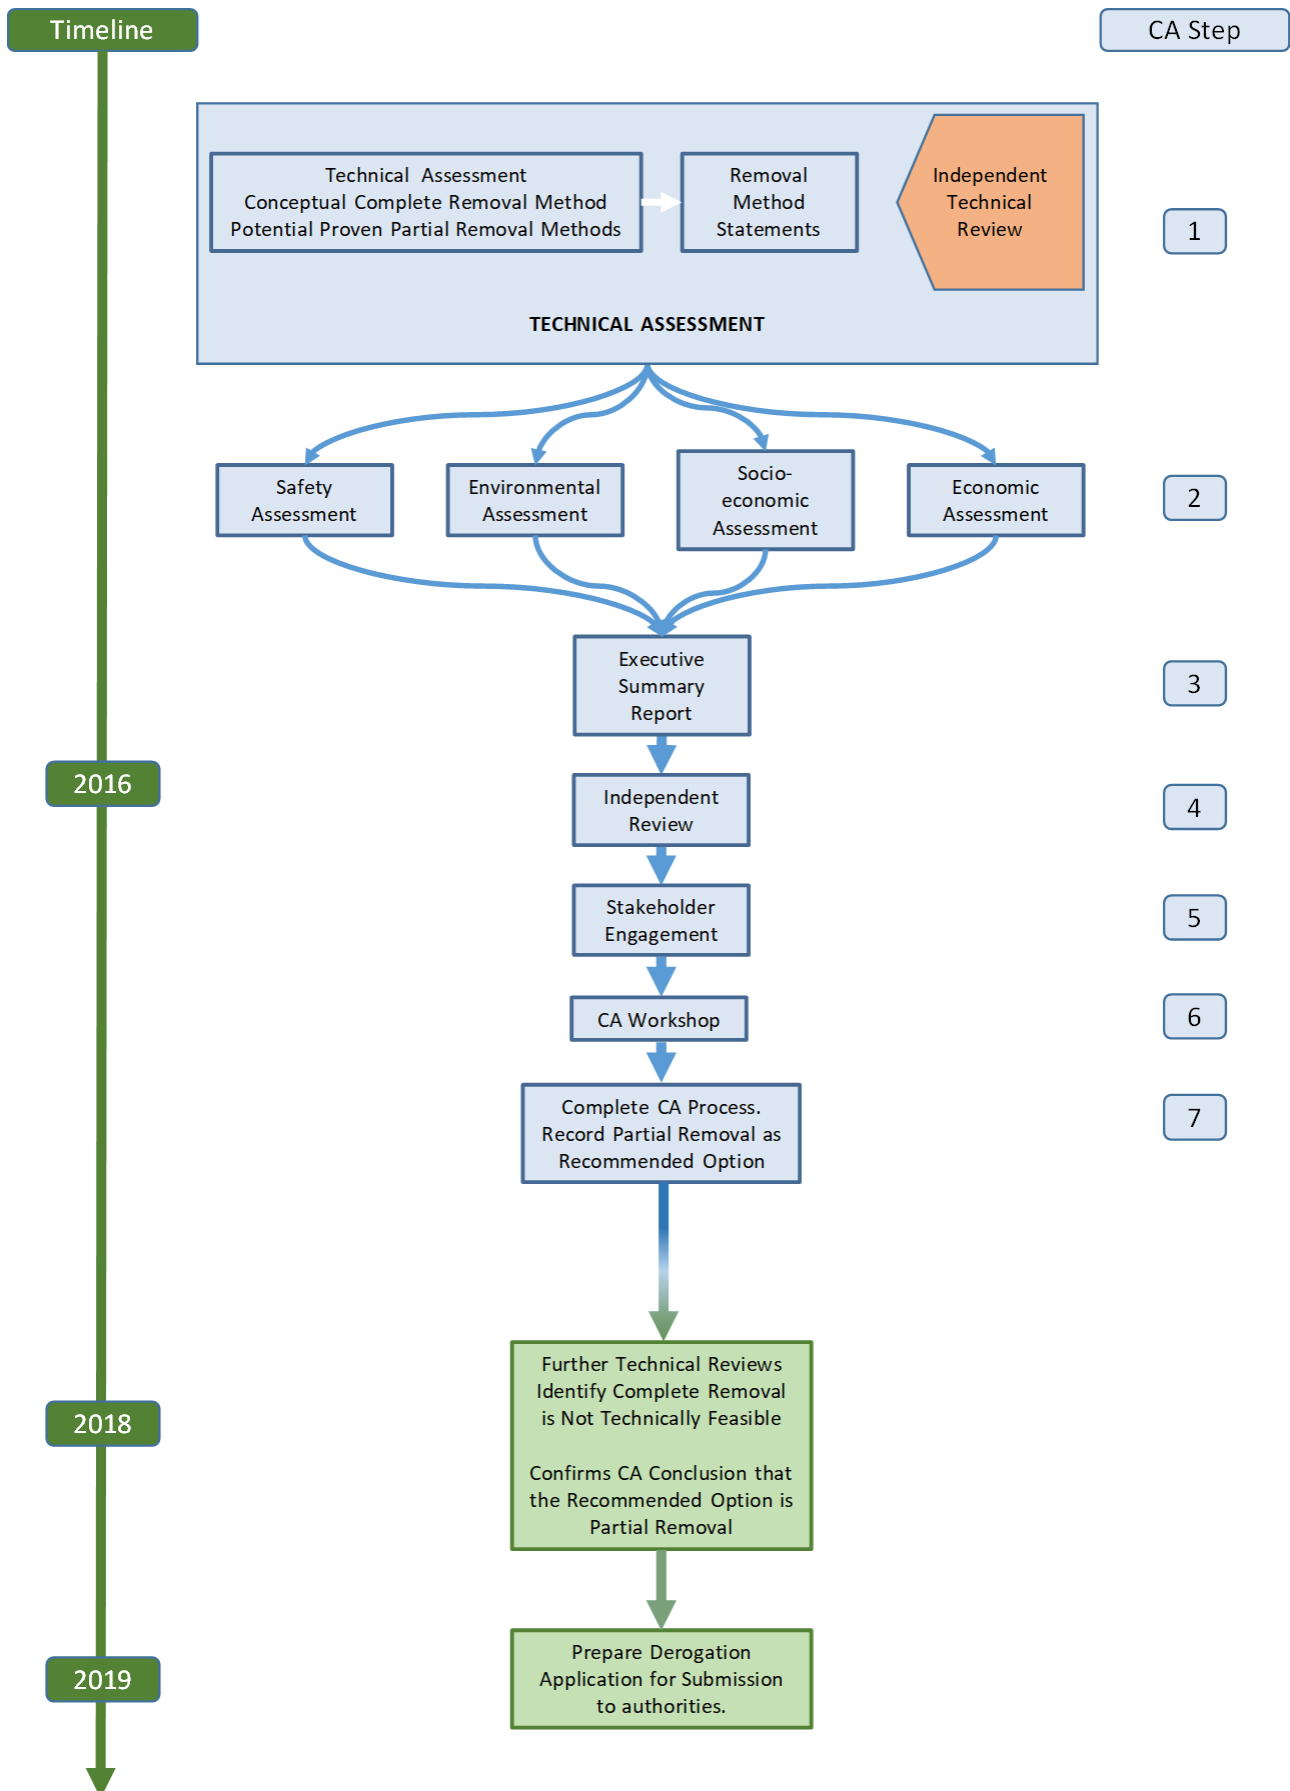 Timeline
CA Step
Technical Assessment
Conceptual Complete Removal Method
Potential Proven Partial Removal Methods
Removal
Method
Statements
Independent
Technical
Review
1
TECHNICAL ASSESSMENT
Safety
Assessment
Environmental
Assessment
Socio-
economic
Assessment
Economic
Assessment
2
Executive
Summary
Report
3
2016
Independent
Review
4
Stakeholder
Engagement
5
CA Workshop
6
Complete CA Process.
Record Partial Removal as
Recommended Option
7
Further Technical Reviews
Identify Complete Removal
is Not Technically Feasible
Confirms CA Conclusion that
the Recommended Option is
Partial Removal
2018
Prepare Derogation
Application for Submission
to authorities.
2019